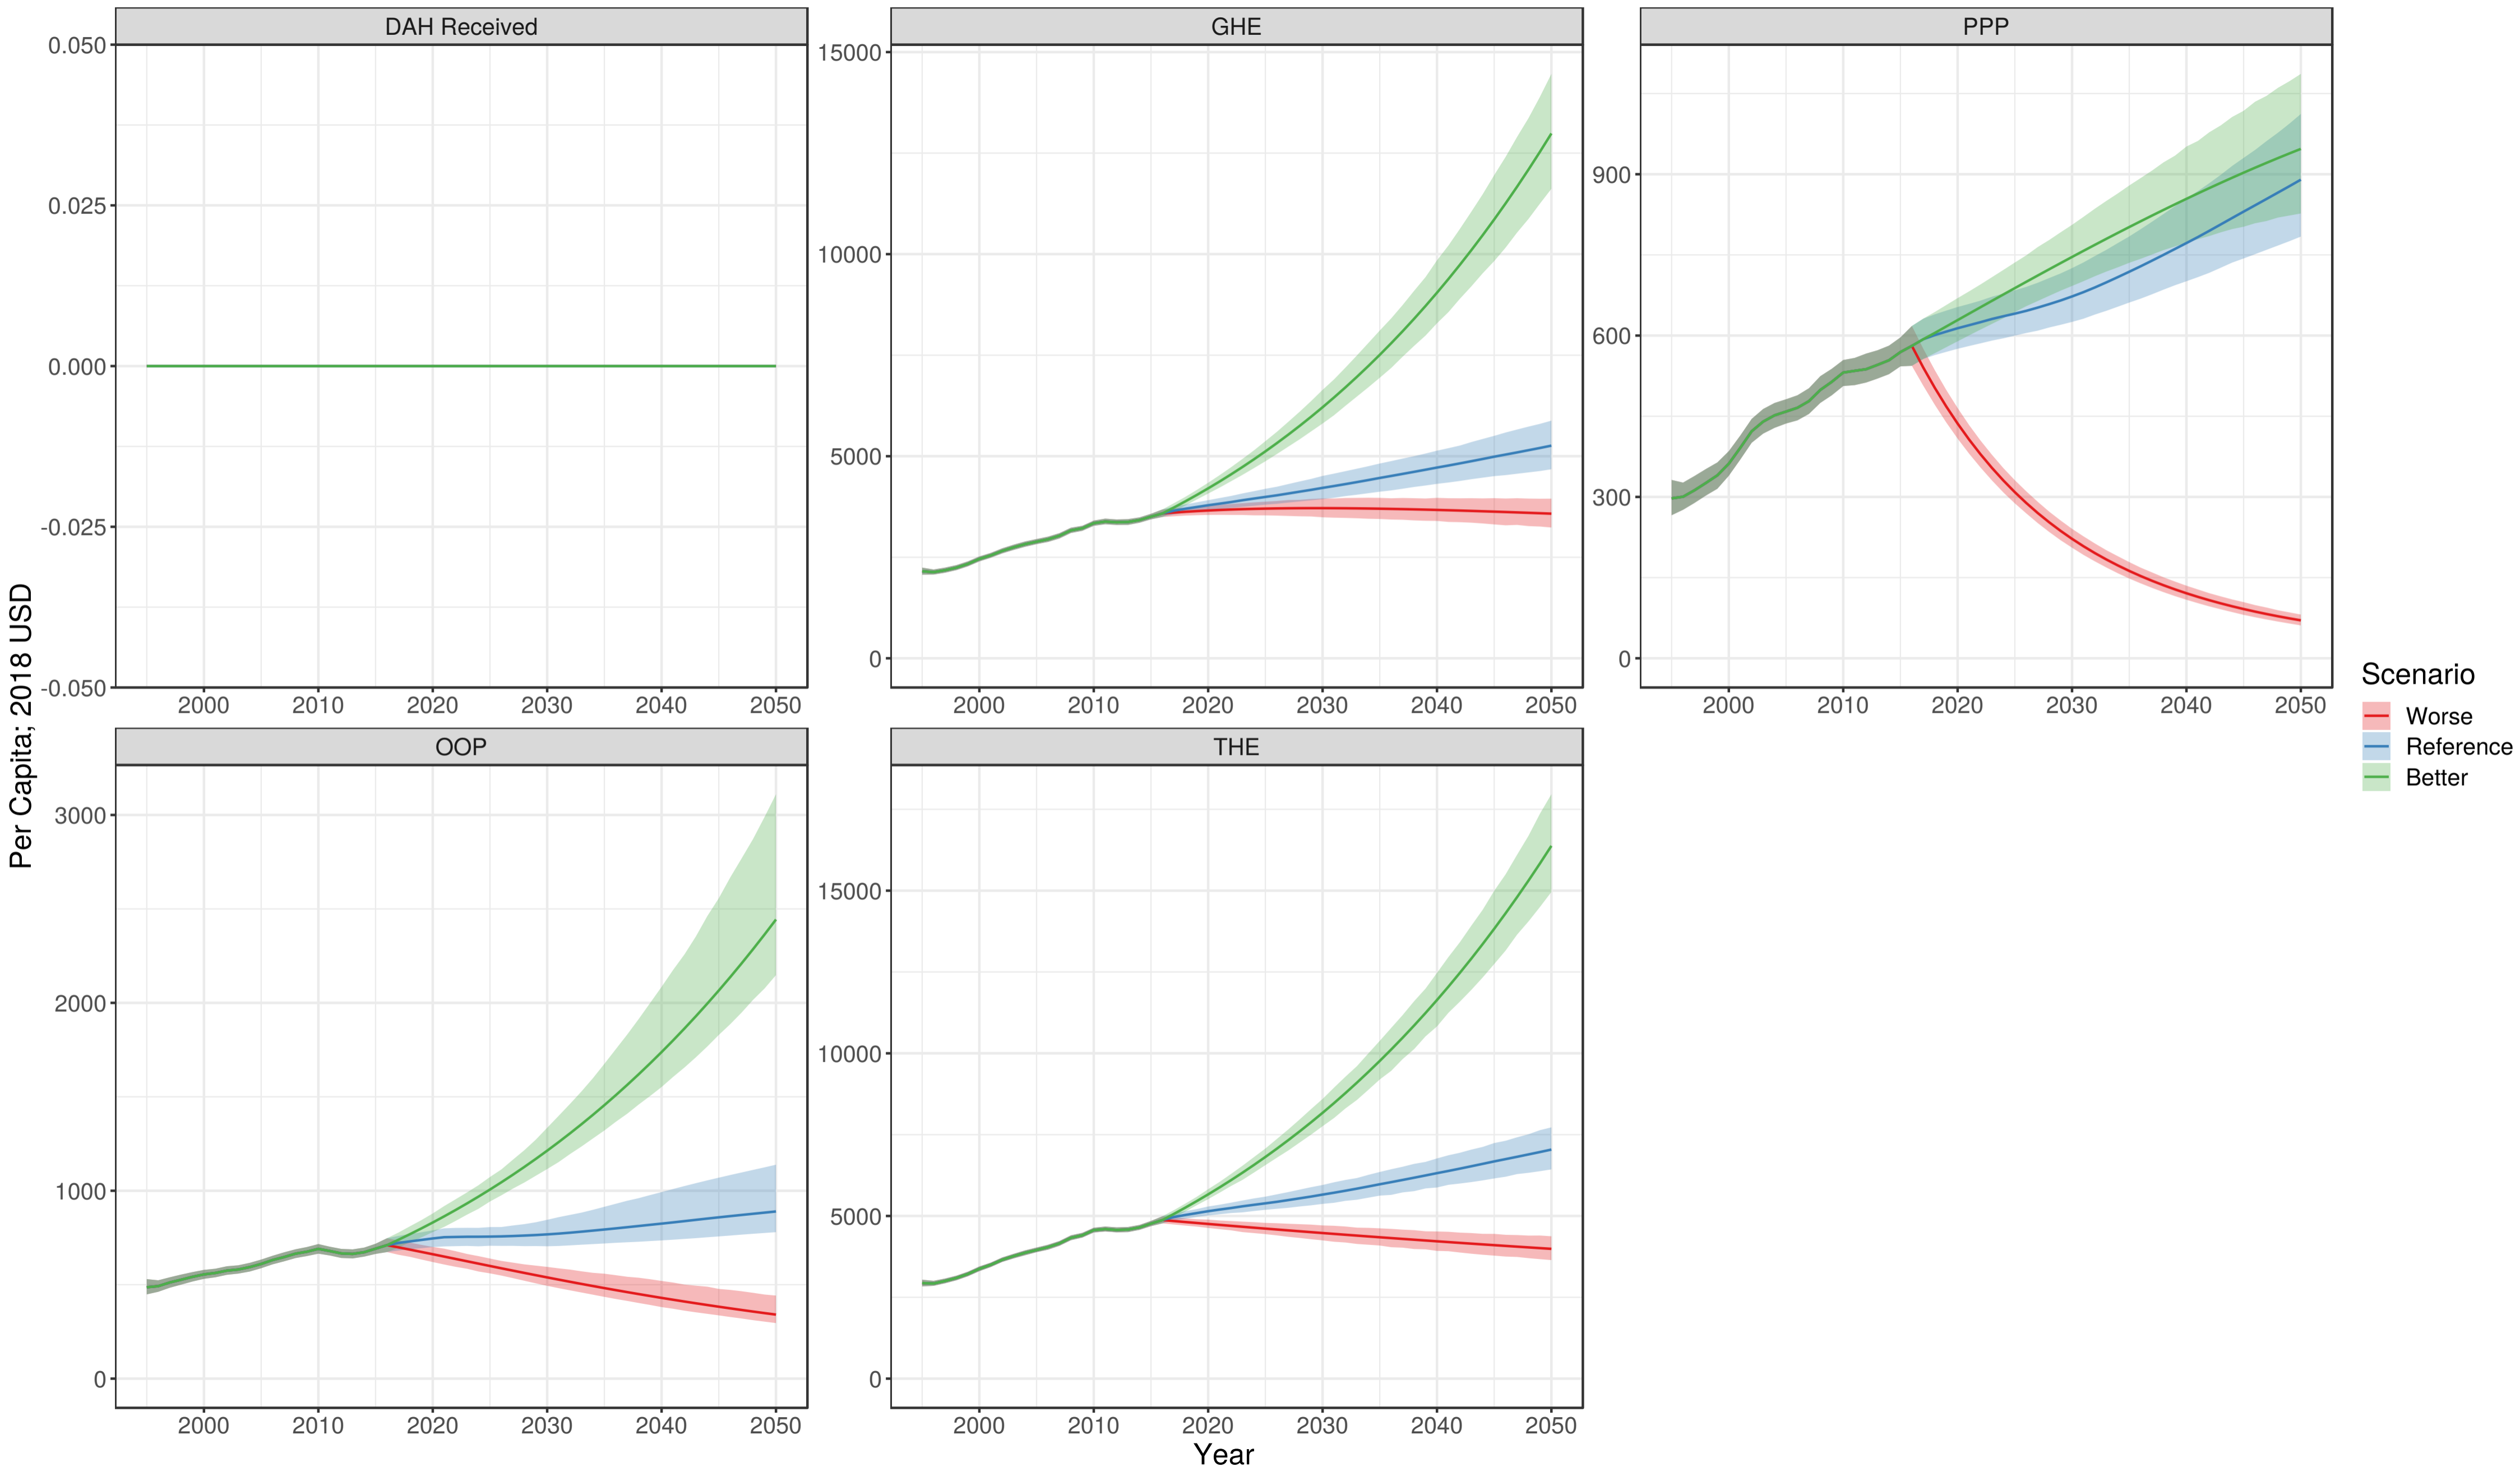 DAH Received
GHE
PPP
0.050
0.025
0.000
-0.025
-0.050
15000
10000
5000
0
900
600
300
0
2000 2010 2020 2030 2040 2050
2000 2010 2020 2030 2040 2050
2000 2010 2020 2030 2040 2050
Per Capita; 2018 USD
OOP
THE
3000
2000
1000
0
15000
10000
5000
0
2000 2010 2020 2030 2040 2050
2000 2010 2020 2030 2040 2050
Year
Scenario
Worse
Reference
Better